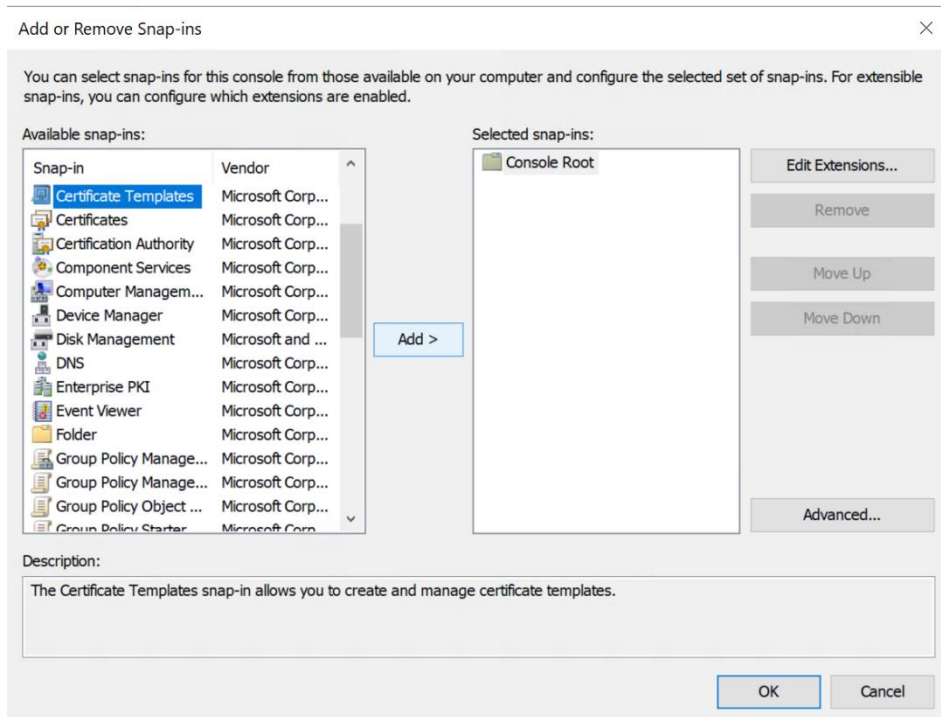 Add or Remove Snap-ins
You can select snap-ins for this console from those available on your computer and configure the selected set of snap-ins. For extensible
snap-ins, you can configure which extensions are enabled.
Available snap-ins:
Selected snap-ins:
Snap-in Vendor
Certificate Templates Microsoft Corp...
Certificates Microsoft Corp...
Certification Authority Microsoft Corp...
Component Services Microsoft Corp...
Computer Managem... Microsoft Corp...
Device Manager Microsoft Corp...
Disk Management Microsoft and ...
DNS Microsoft Corp...
Enterprise PKI Microsoft Corp...
Event Viewer Microsoft Corp...
Folder Microsoft Corp...
Group Policy Manage... Microsoft Corp...
Group Policy Manage... Microsoft Corp...
Group Policy Object ... Microsoft Corp...
Group Policy Starter Microsoft Corp
Add >
Console Root
Edit Extensions...
Remove
Move Up
Move Down
Advanced...
Description:
The Certificate Templates snap-in allows you to create and manage certificate templates.
OK Cancel